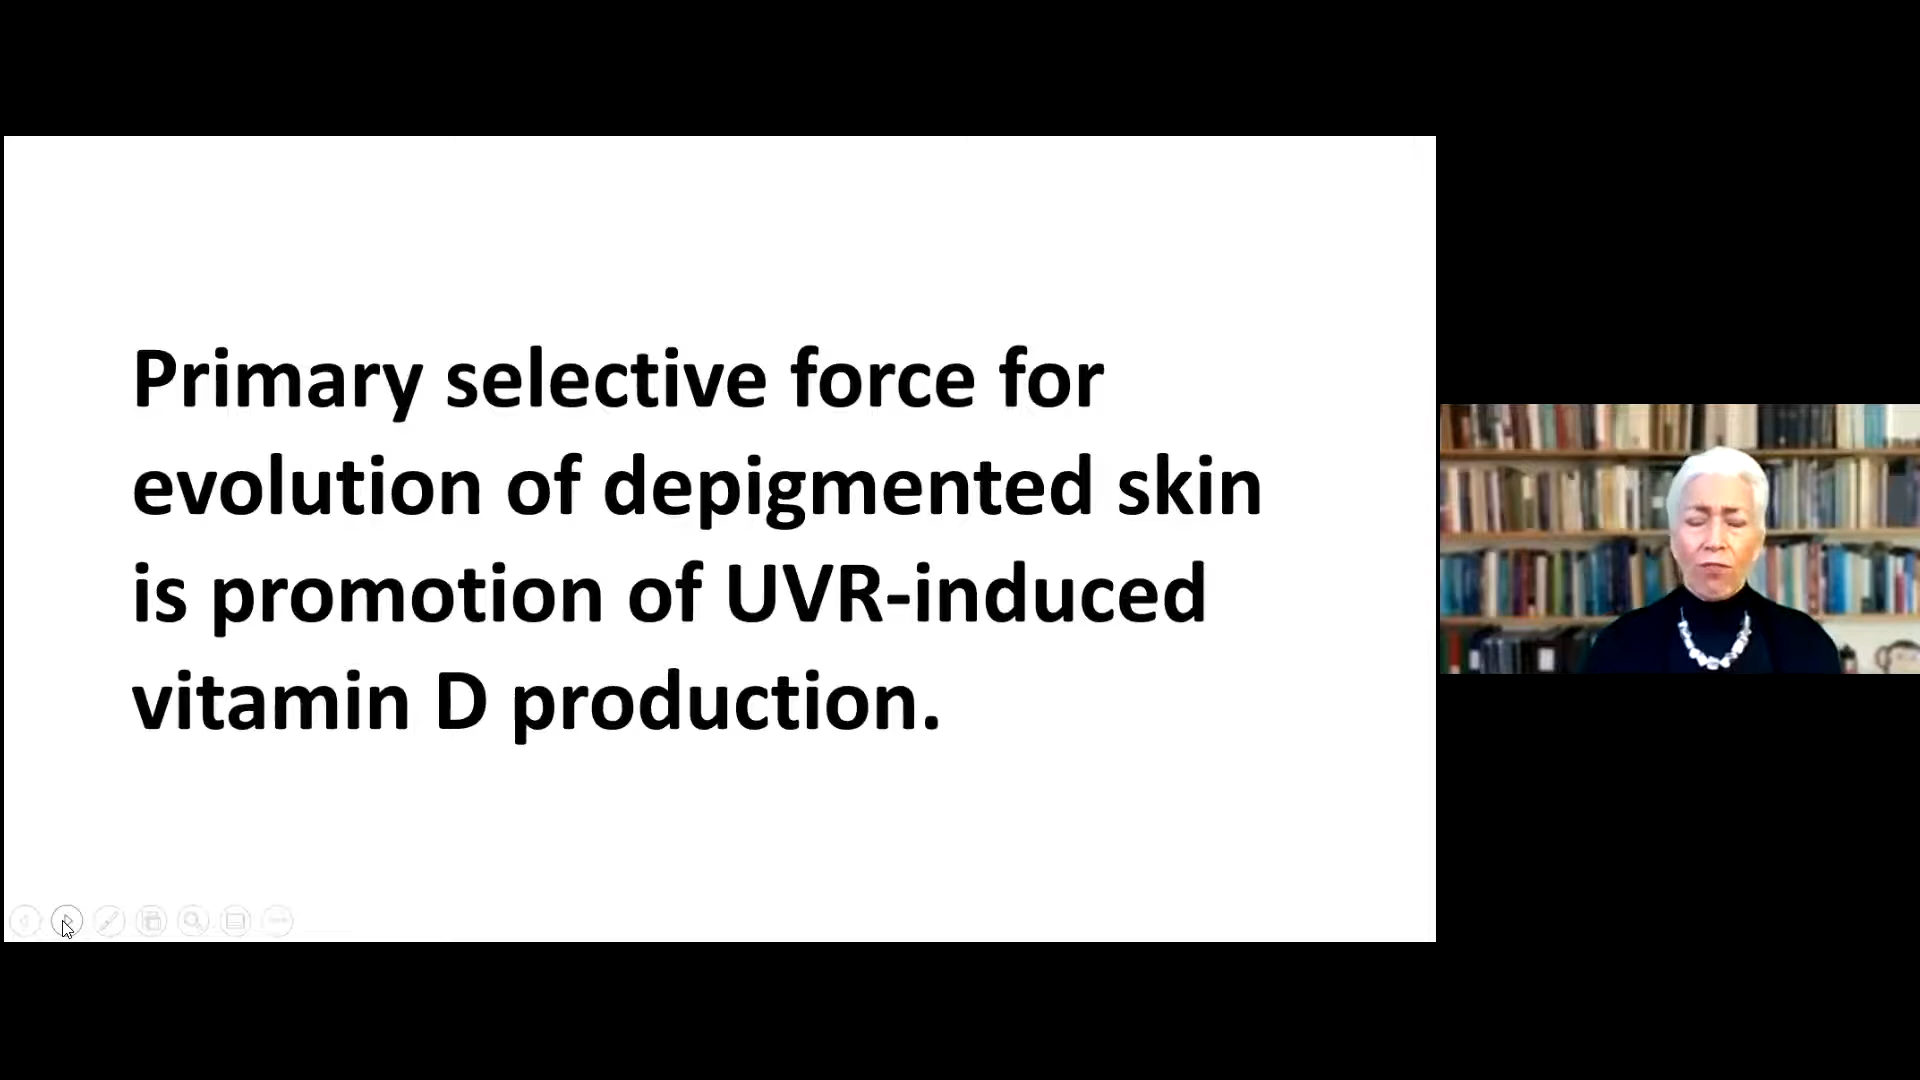 Primary selective force for
evolution of depigmented skin
is promotion of UVR-induced
vitamin D production.